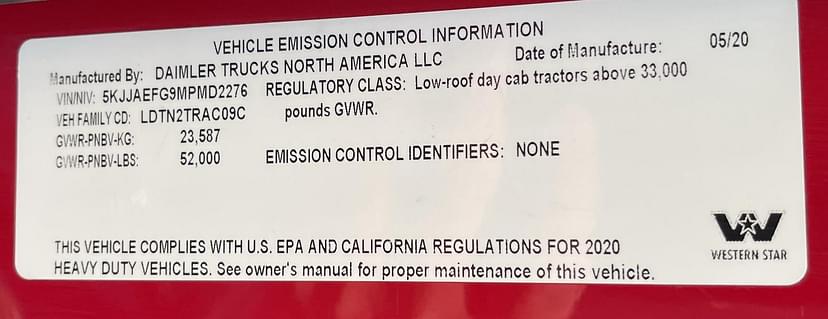 VEHICLE EMISSION CONTROL INFORMATION
Manufactured By: DAIMLER TRUCKS NORTH AMERICA LLC Date of Manufacture: 05/20
VIN/NIV: 5KJJAEFG9MPMD2276 REGULATORY CLASS: Low-roof day cab tractors above 33,000
VEH FAMILY CD: LDTN2TRAC09C pounds GVWR.
GVWR-PNBV-KG: 23,587
GVWR-PNBV-LBS: 52,000 EMISSION CONTROL IDENTIFIERS: NONE
THIS VEHICLE COMPLIES WITH U.S. EPA AND CALIFORNIA REGULATIONS FOR 2020
HEAVY DUTY VEHICLES. See owner's manual for proper maintenance of this vehicle.
WESTERN STAR